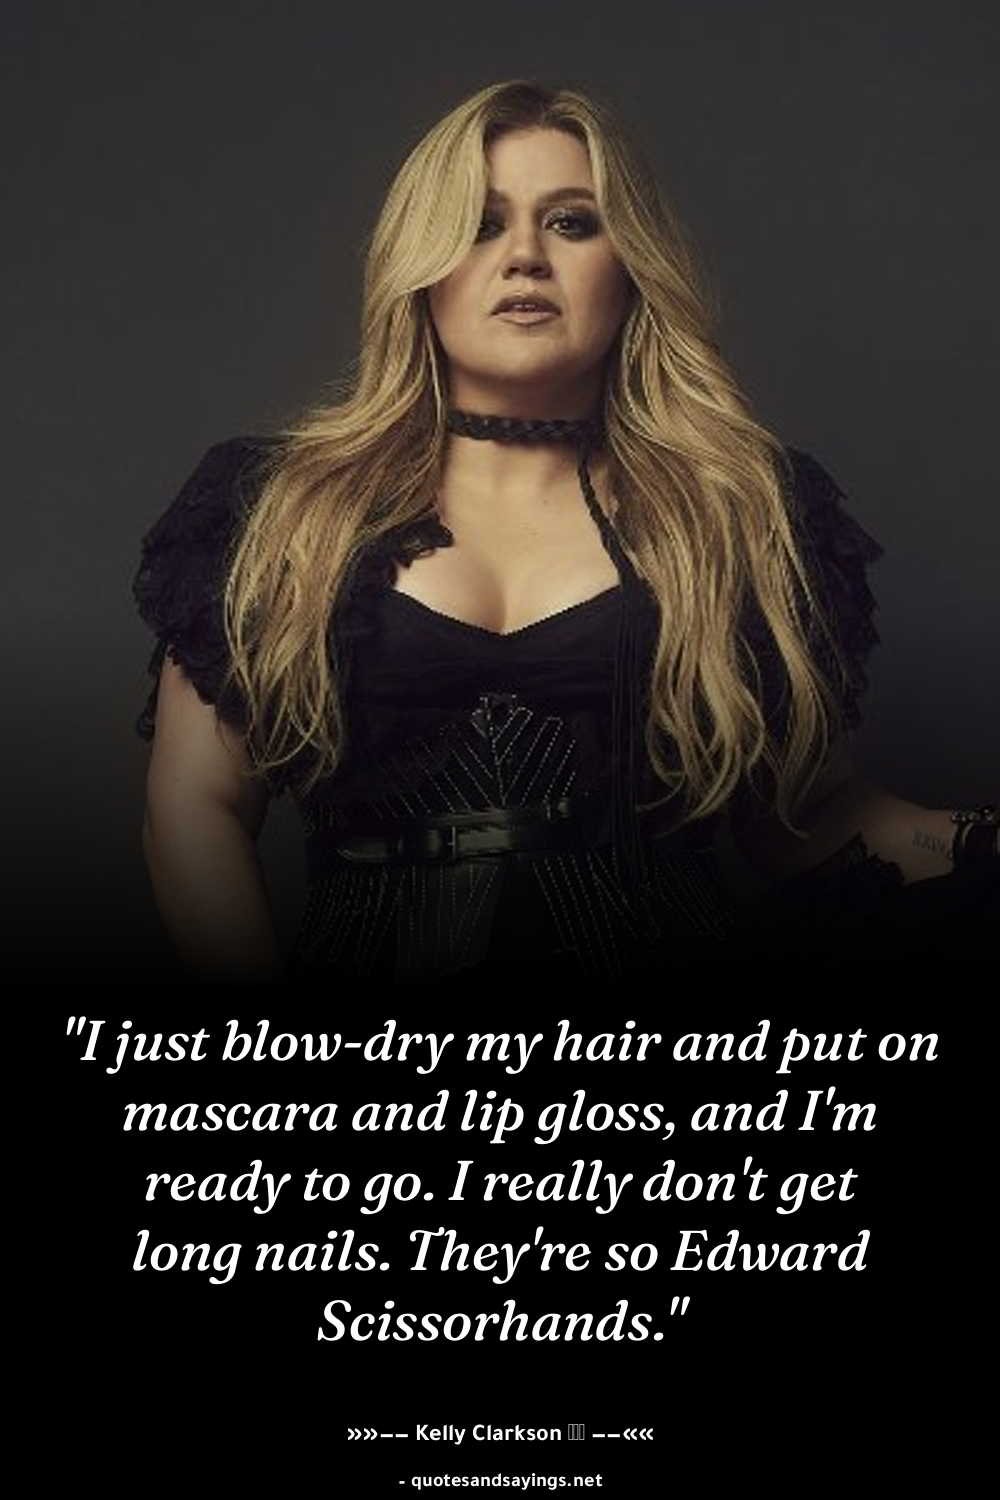 "I just blow-dry my hair and put on
mascara and lip gloss, and I'm
ready to go. I really don't get
long nails. They're so Edward
Scissorhands."
»»–– Kelly Clarkson ––««
- quotesandsayings.net